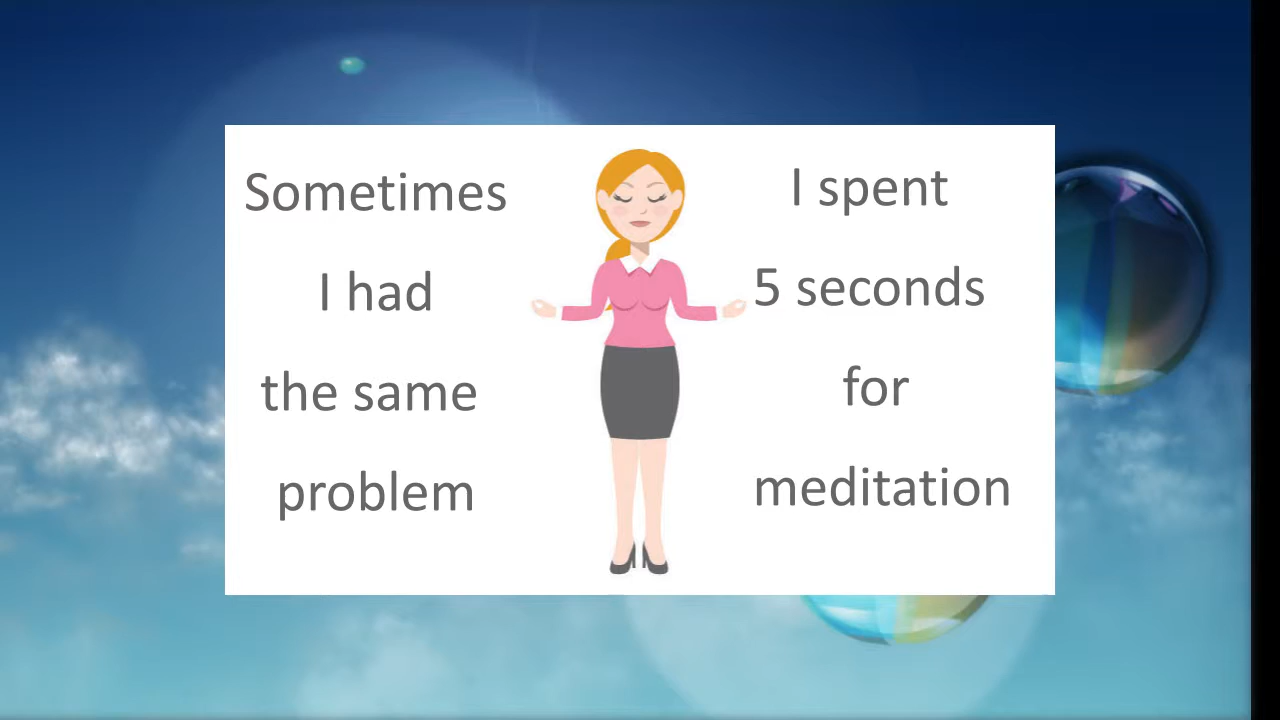 Sometimes
I had
the same
problem
I spent
5 seconds
for
meditation